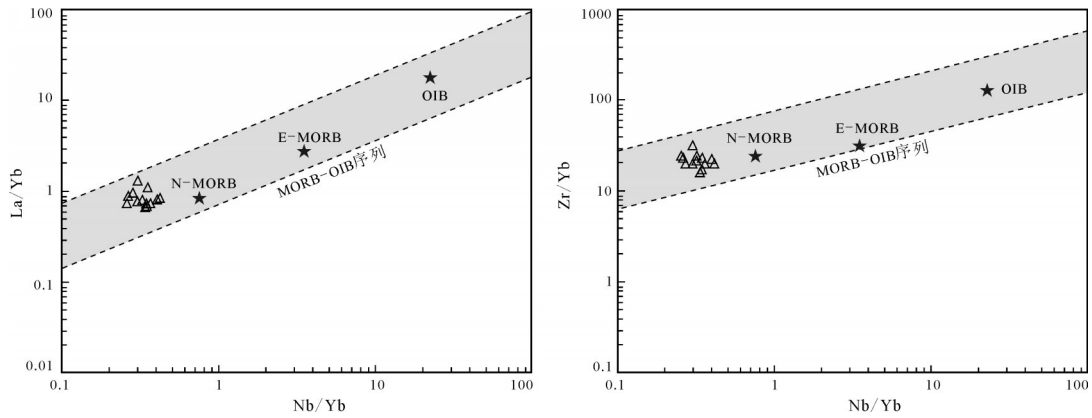 100
10
1
0.1
0.01
La/Yb
OIB
E-MORB
N-MORB
MORB-OIB序列
0.1
1
10
100
Nb/Yb
1000
100
10
1
0.1
Zr/Yb
OIB
E-MORB
N-MORB
MORB-OIB序列
0.1
1
10
100
Nb/Yb